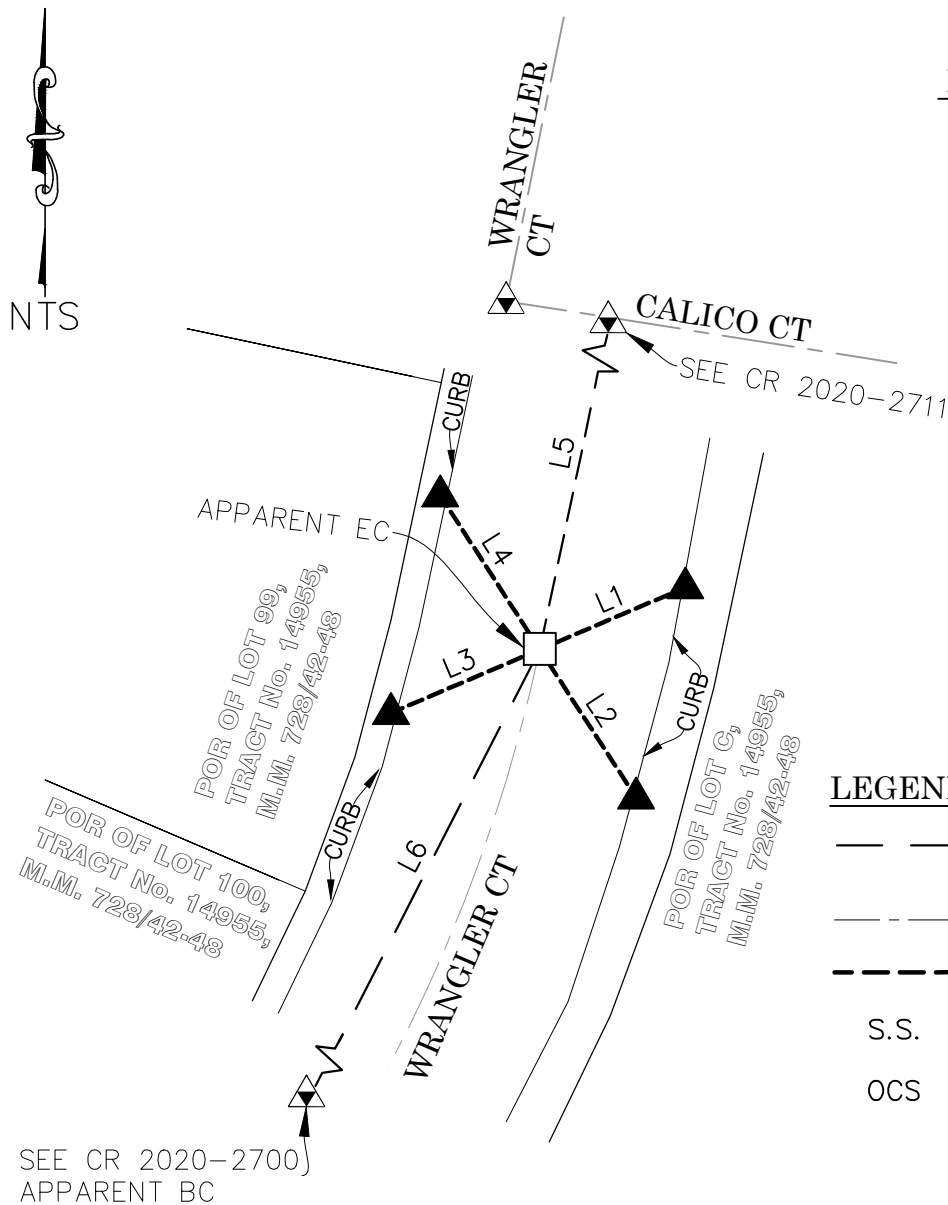 NTS
WRANGLER
CT
CALICO CT
SEE CR 2020-2711
CURB
L5
APPARENT EC
L4
L1
L3
L2
POR OF LOT 99,
TRACT No. 14955,
M.M. 728/42-48
CURB
POR OF LOT C,
TRACT No. 14955,
M.M. 728/42-48
CURB
POR OF LOT 100,
TRACT No. 14955,
M.M. 728/42-48
L6
WRANGLER CT
S.S.
OCS
SEE CR 2020-2700
APPARENT BC